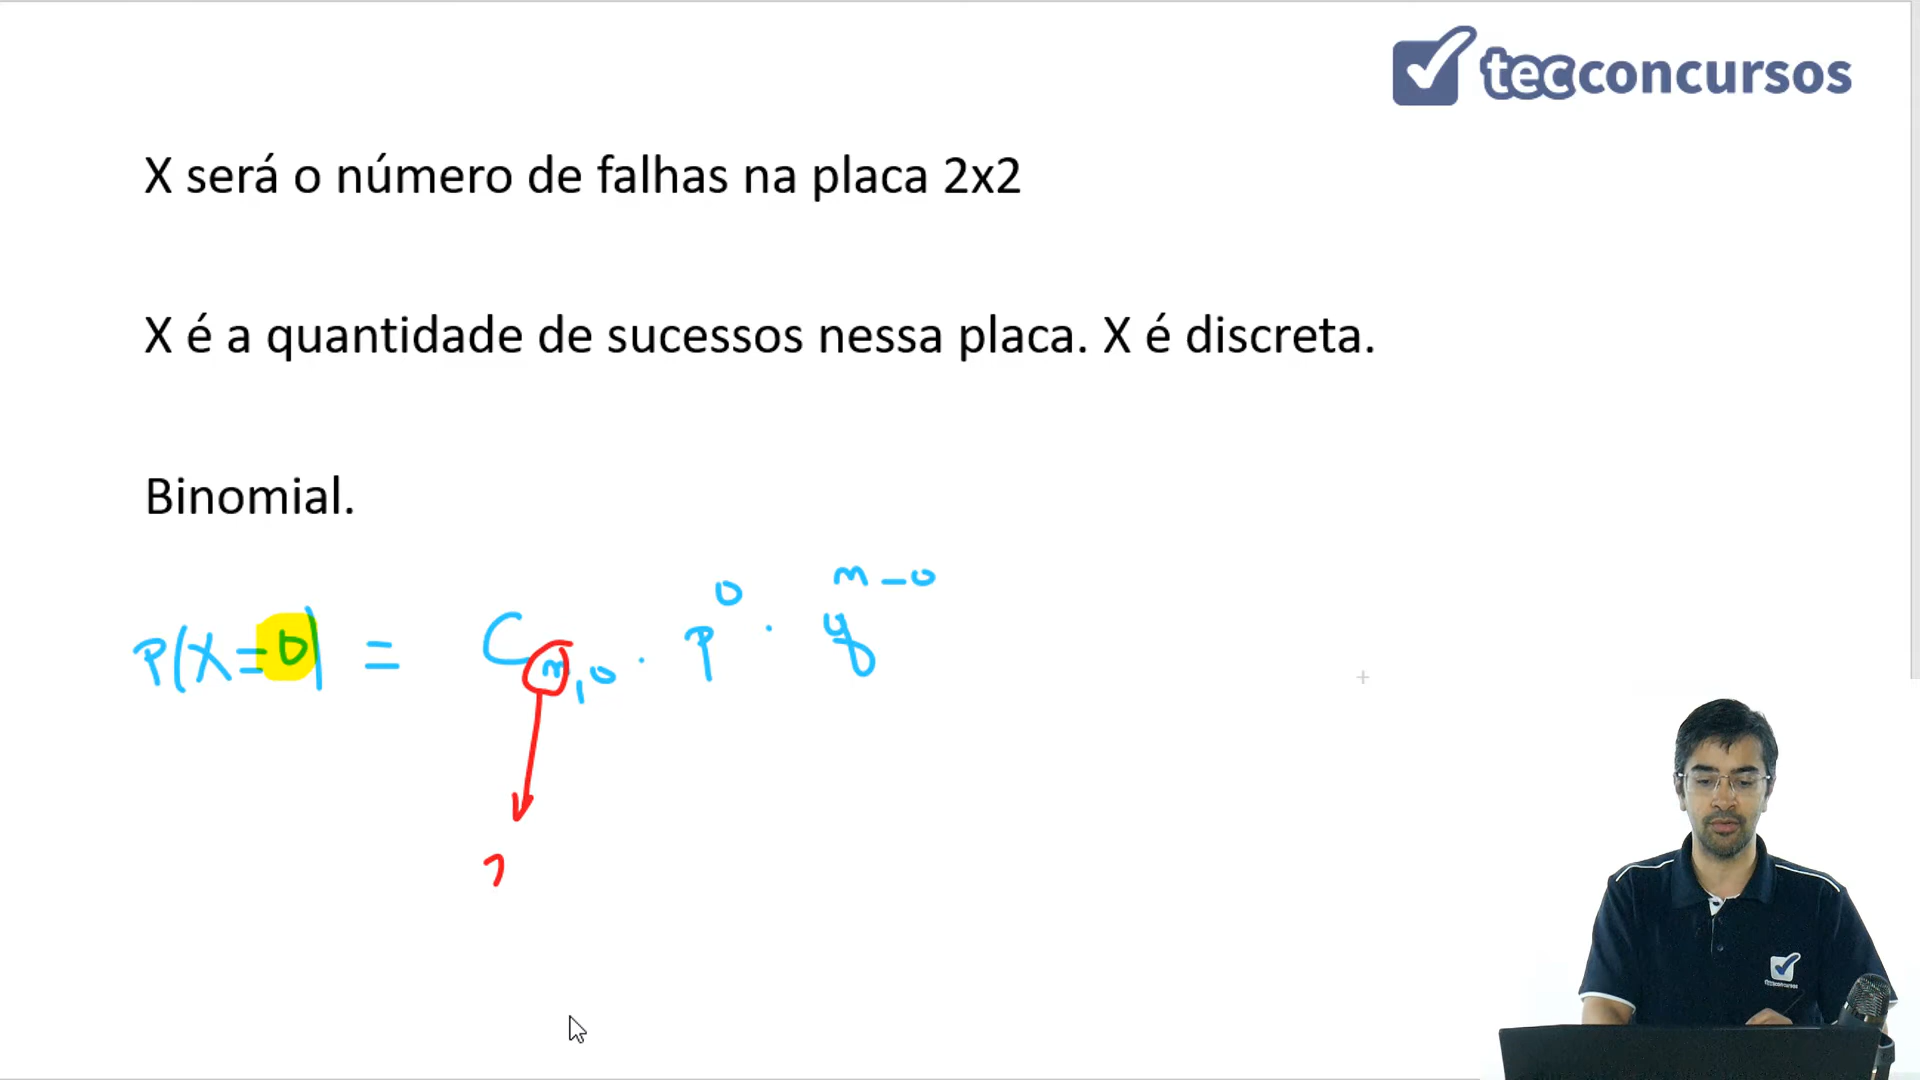 tecconcursos
X será o número de falhas na placa 2x2
X é a quantidade de sucessos nessa placa. X é discreta.
Binomial.
P(X=0) = C n,0 · p^0 · q^n-0
?
tecconcursos